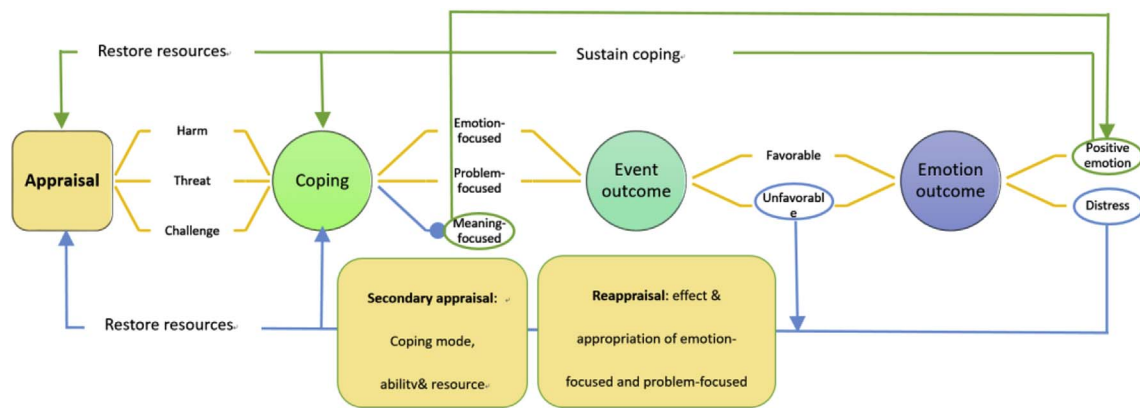 Restore resources
Sustain coping
Appraisal
Harm
Threat
Challenge
Coping
Emotion-
focused
Problem-
focused
Meaning-
focused
Event
outcome
Favorable
Unfavorabl
e
Emotion
outcome
Positive
emotion
Distress
Restore resources
Secondary appraisal:
Coping mode,
ability& resource
Reappraisal: effect &
appropriation of emotion-
focused and problem-focused